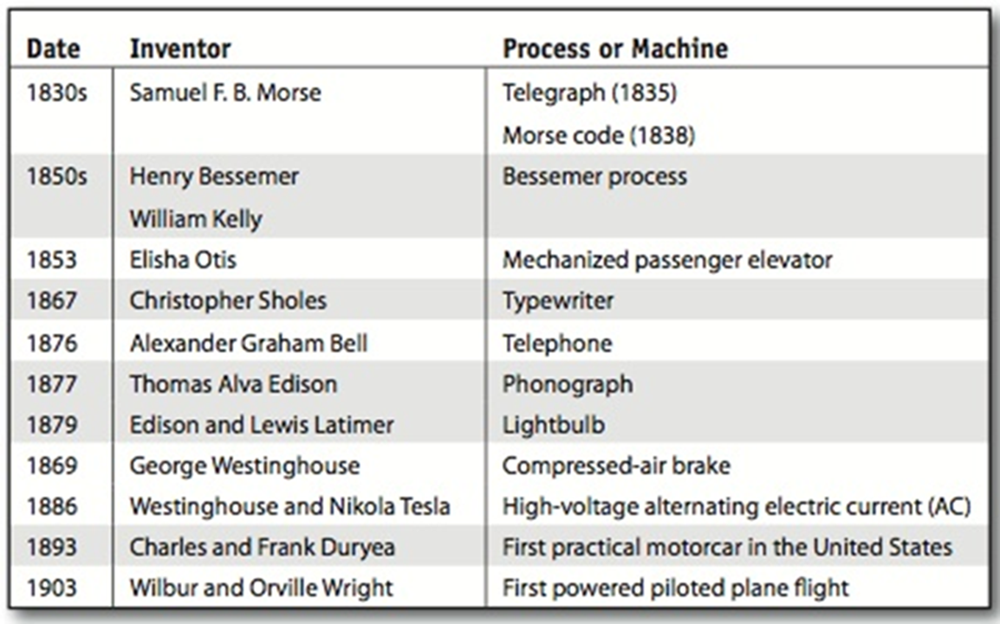 Date Inventor Process or Machine
1830s Samuel F. B. Morse Telegraph (1835)
Morse code (1838)
1850s Henry Bessemer Bessemer process
William Kelly
1853 Elisha Otis Mechanized passenger elevator
1867 Christopher Sholes Typewriter
1876 Alexander Graham Bell Telephone
1877 Thomas Alva Edison Phonograph
1879 Edison and Lewis Latimer Lightbulb
1869 George Westinghouse Compressed-air brake
1886 Westinghouse and Nikola Tesla High-voltage alternating electric current (AC)
1893 Charles and Frank Duryea First practical motorcar in the United States
1903 Wilbur and Orville Wright First powered piloted plane flight